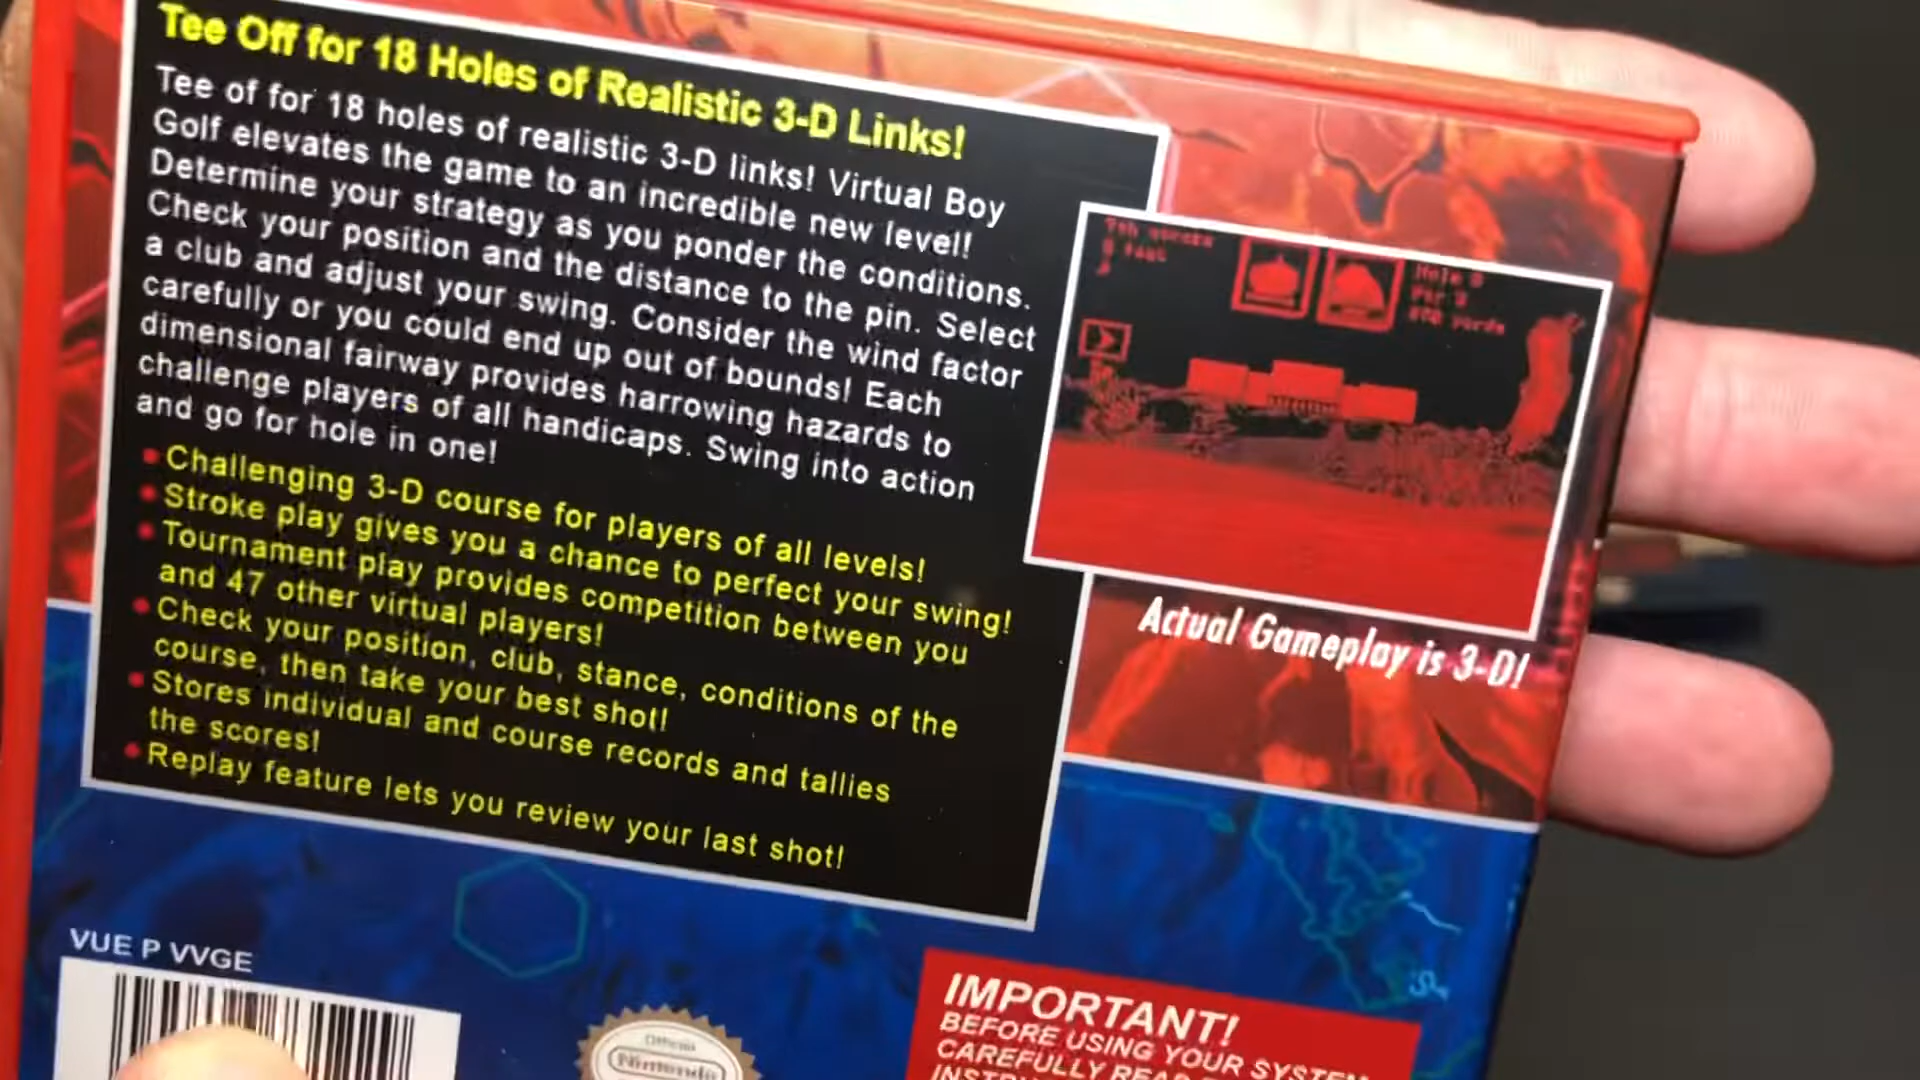 Tee Off for 18 Holes of Realistic 3-D Links!
Tee of for 18 holes of realistic 3-D links! Virtual Boy
Golf elevates the game to an incredible new level!
Determine your strategy as you ponder the conditions.
Check your position and the distance to the pin. Select
a club and adjust your swing. Consider the wind factor
carefully or you could end up out of bounds! Each
dimensional fairway provides harrowing hazards to
challenge players of all handicaps. Swing into action
and go for hole in one!
Challenging 3-D course for players of all levels!
Stroke play gives you a chance to perfect your swing!
Tournament play provides competition between you
and 47 other virtual players!
Check your position, club, stance, conditions of the
course, then take your best shot!
Stores individual and course records and tallies
the scores!
Replay feature lets you review your last shot!
Hole
Par
yards
Actual Gameplay is 3-D!
VUE P VVGE
Official
Nintendo
IMPORTANT!
BEFORE USING YOUR SYSTEM,
CAREFULLY READ